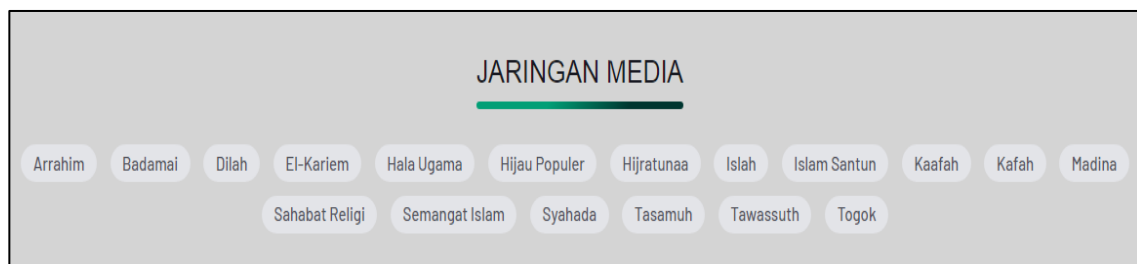 JARINGAN MEDIA
Arrahim Badamai Dilah El-Kariem Hala Ugama Hijau Populer Hijratunaa Islah Islam Santun Kaafah Kafah Madina
Sahabat Religi Semangat Islam Syahada Tasamuh Tawassuth Togok